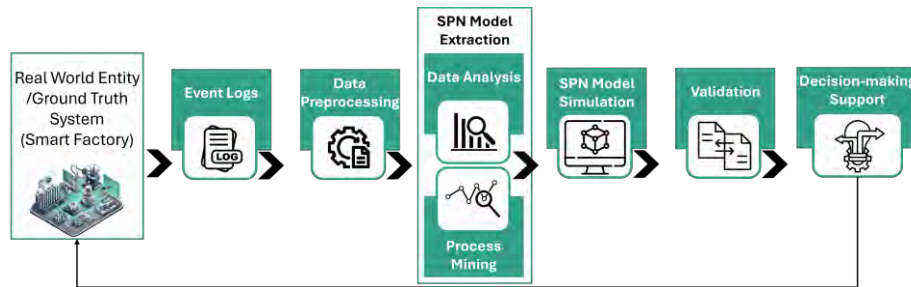 Real World Entity
/Ground Truth
System
(Smart Factory)
Event Logs
LOG
Data
Preprocessing
SPN Model
Extraction
Data Analysis
Process
Mining
SPN Model
Simulation
Validation
Decision-making
Support